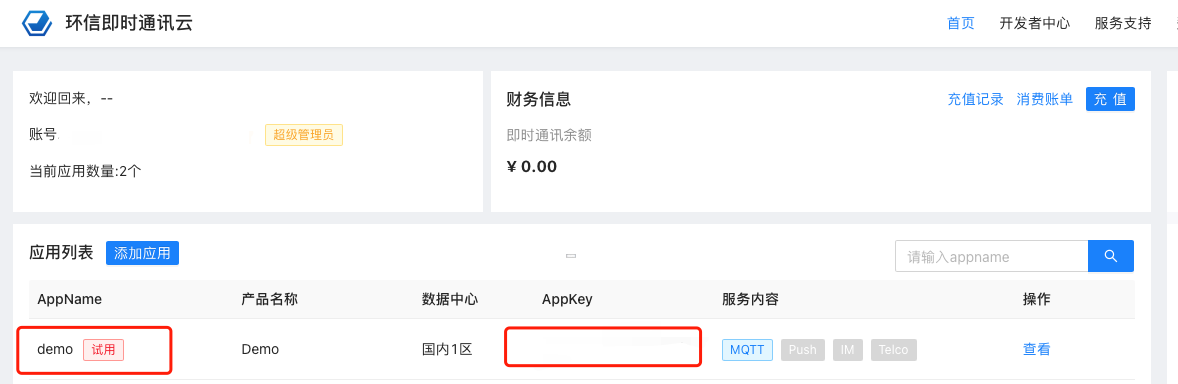 环信即时通讯云
首页 开发者中心 服务支持
欢迎回来，--
账号
超级管理员
当前应用数量:2个
财务信息
充值记录 消费账单 充 值
即时通讯余额
¥ 0.00
应用列表 添加应用
请输入appname
AppName 产品名称 数据中心 AppKey 服务内容 操作
demo 试用 Demo 国内1区 MQTT Push IM Telco 查看